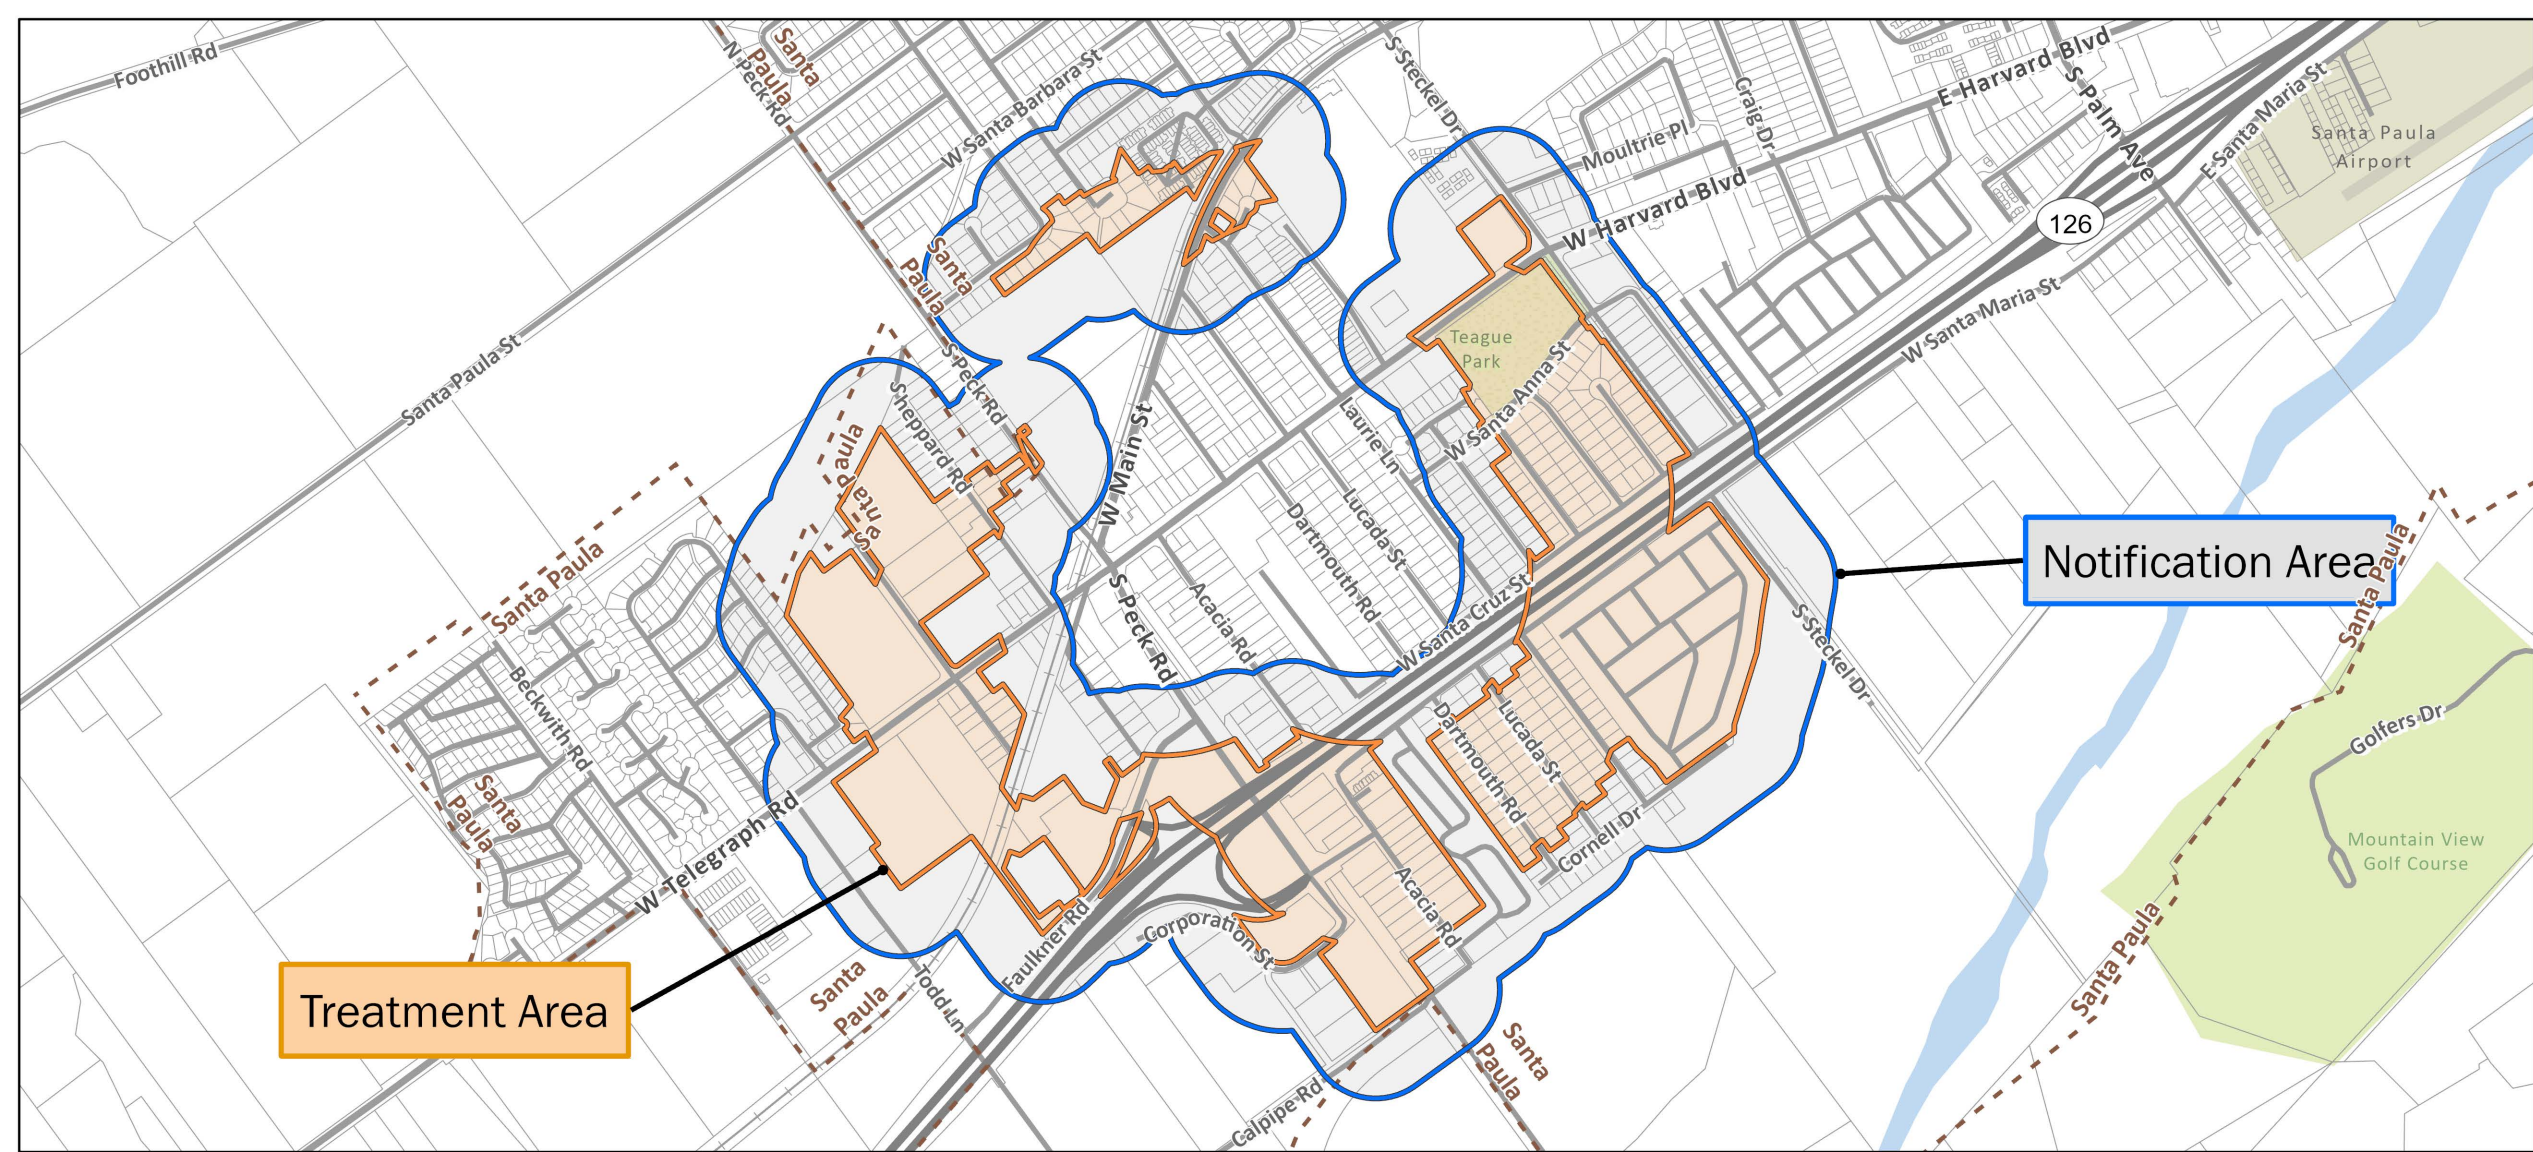 Foothill Rd
N Peck Rd
Santa
Paula
W Santa Barbara St
S Steckel Dr
Craig Dr
Moultrie Pl
E Harvard Blvd
S Palm Ave
E Santa Maria St
Santa Paula
Airport
W Harvard Blvd
126
Santa
Paula
W Santa Maria St
Santa Paula St
Teague
Park
S Peck Rd
Sheppard Rd
W Santa Anna St
Laurie Ln
W Main St
Santa Paula
Lucada St
Dartmouth Rd
Santa Paula
Notification Area
Santa Paula
W Santa Cruz St
S Peck Rd
Acacia Rd
S Steckel Dr
Beckwith Rd
Dartmouth Rd
Lucada St
Golfers Dr
Santa
Paula
W Telegraph Rd
Cornell Dr
Mountain View
Golf Course
Acacia Rd
Faulkner Rd
Corporation St
Santa Paula
Santa
Paula
Treatment Area
Todd Ln
Santa
Paula
Calpipe Rd